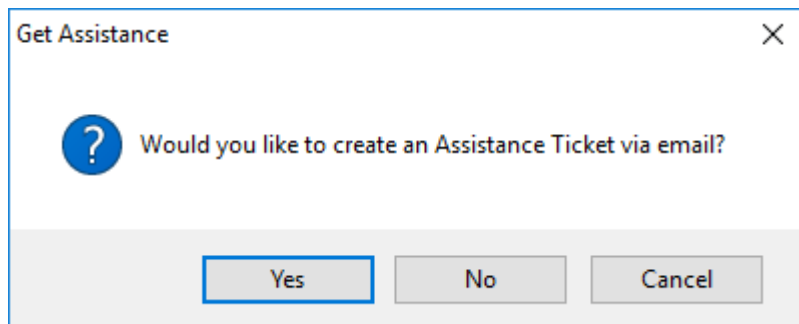 Get Assistance
Would you like to create an Assistance Ticket via email?
Yes
No
Cancel